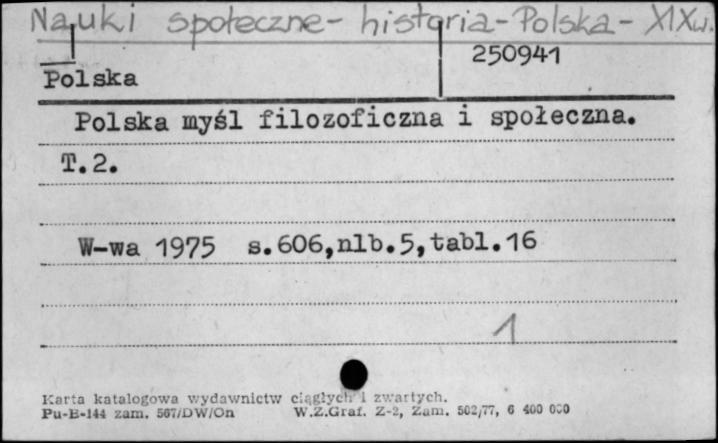 Nauki społeczne - historia - Polska - XIXw.
250941
Polska
Polska myśl filozoficzna i społeczna.
T.2.
W-wa 1975 s.606,nlb.5,tabl.16
1
Karta katalogowa wydawnictw ciągłych i zwartych.
Pu-B-144 zam. 567/DW/On W.Z.Graf. Z-2, Zam. 502/77, 6 400 000